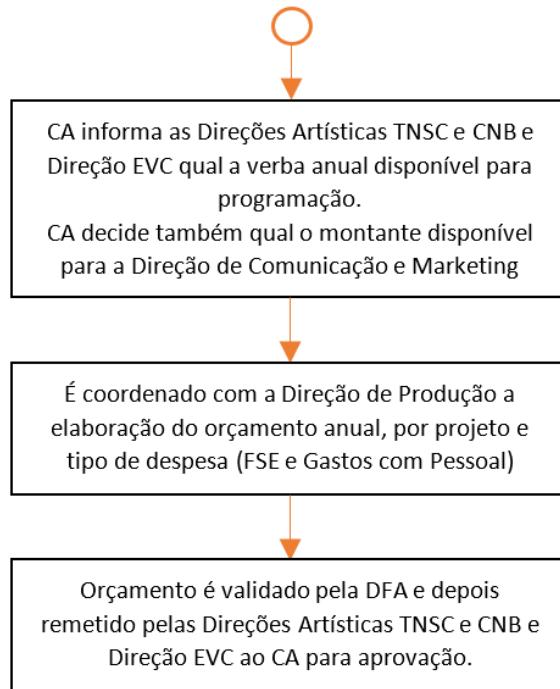 CA informa as Direções Artísticas TNSC e CNB e
Direção EVC qual a verba anual disponível para
programação.
CA decide também qual o montante disponível
para a Direção de Comunicação e Marketing
É coordenado com a Direção de Produção a
elaboração do orçamento anual, por projeto e
tipo de despesa (FSE e Gastos com Pessoal)
Orçamento é validado pela DFA e depois
remetido pelas Direções Artísticas TNSC e CNB e
Direção EVC ao CA para aprovação.